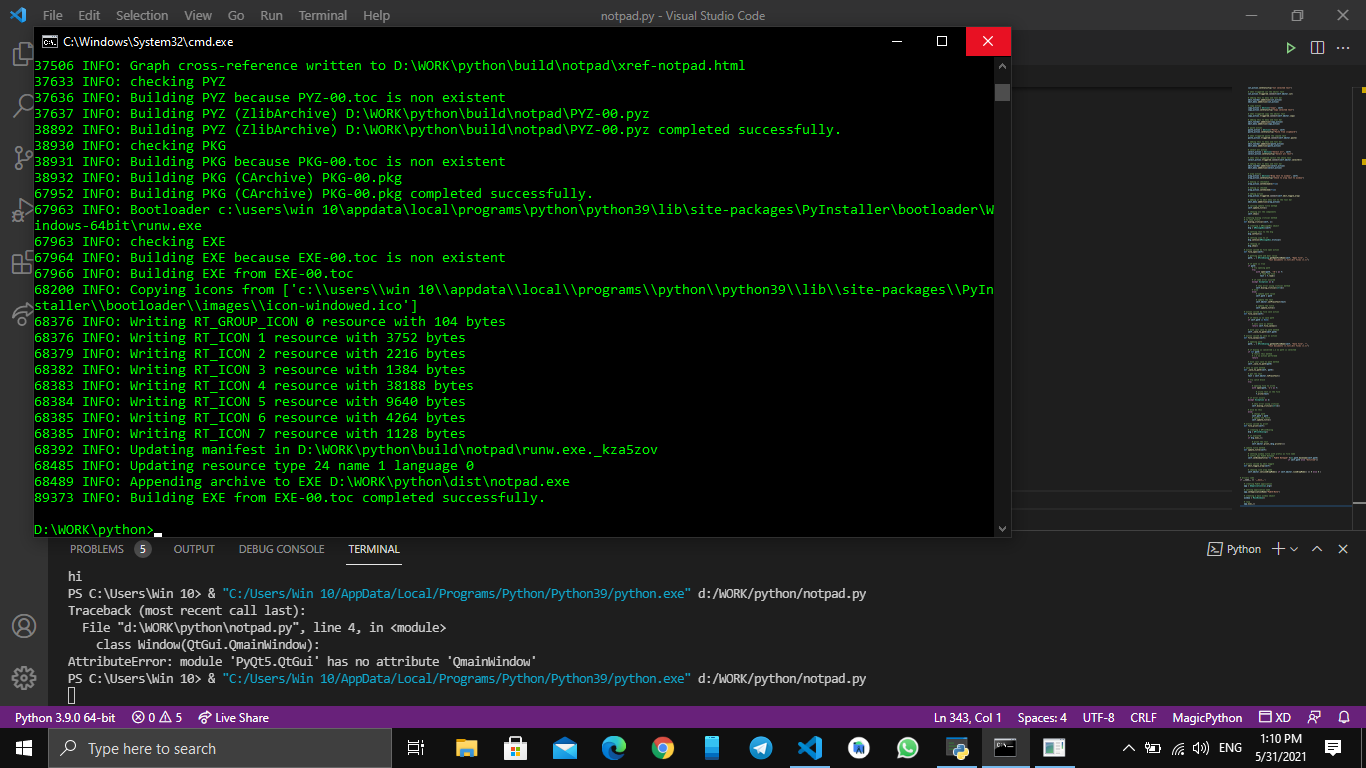 File Edit Selection View Go Run Terminal Help
notpad.py - Visual Studio Code
C:\Windows\System32\cmd.exe
37506 INFO: Graph cross-reference written to D:\WORK\python\build\notpad\xref-notpad.html
37633 INFO: checking PYZ
37636 INFO: Building PYZ because PYZ-00.toc is non existent
37637 INFO: Building PYZ (ZlibArchive) D:\WORK\python\build\notpad\PYZ-00.pyz
38892 INFO: Building PYZ (ZlibArchive) D:\WORK\python\build\notpad\PYZ-00.pyz completed successfully.
38930 INFO: checking PKG
38931 INFO: Building PKG because PKG-00.toc is non existent
38932 INFO: Building PKG (CArchive) PKG-00.pkg
67952 INFO: Building PKG (CArchive) PKG-00.pkg completed successfully.
67963 INFO: Bootloader c:\users\win 10\appdata\local\programs\python\python39\lib\site-packages\PyInstaller\bootloader\W
indows-64bit\runw.exe
67963 INFO: checking EXE
67964 INFO: Building EXE because EXE-00.toc is non existent
67966 INFO: Building EXE from EXE-00.toc
68200 INFO: Copying icons from ['c:\\users\\win 10\\appdata\\local\\programs\\python\\python39\\lib\\site-packages\\PyIn
staller\\bootloader\\images\\icon-windowed.ico']
68376 INFO: Writing RT_GROUP_ICON 0 resource with 104 bytes
68376 INFO: Writing RT_ICON 1 resource with 3752 bytes
68379 INFO: Writing RT_ICON 2 resource with 2216 bytes
68382 INFO: Writing RT_ICON 3 resource with 1384 bytes
68383 INFO: Writing RT_ICON 4 resource with 38188 bytes
68384 INFO: Writing RT_ICON 5 resource with 9640 bytes
68385 INFO: Writing RT_ICON 6 resource with 4264 bytes
68385 INFO: Writing RT_ICON 7 resource with 1128 bytes
68392 INFO: Updating manifest in D:\WORK\python\build\notpad\runw.exe._kza5zov
68485 INFO: Updating resource type 24 name 1 language 0
68489 INFO: Appending archive to EXE D:\WORK\python\dist\notpad.exe
89373 INFO: Building EXE from EXE-00.toc completed successfully.
D:\WORK\python>
PROBLEMS 5 OUTPUT DEBUG CONSOLE TERMINAL
Python
hi
PS C:\Users\Win 10> & "C:/Users/Win 10/AppData/Local/Programs/Python/Python39/python.exe" d:/WORK/python/notpad.py
Traceback (most recent call last):
File "d:\WORK\python\notpad.py", line 4, in <module>
class Window(QtGui.QmainWindow):
AttributeError: module 'PyQt5.QtGui' has no attribute 'QmainWindow'
PS C:\Users\Win 10> & "C:/Users/Win 10/AppData/Local/Programs/Python/Python39/python.exe" d:/WORK/python/notpad.py
Python 3.9.0 64-bit 0 5 Live Share
Ln 343, Col 1 Spaces: 4 UTF-8 CRLF MagicPython XD
Type here to search
ENG
1:10 PM
5/31/2021